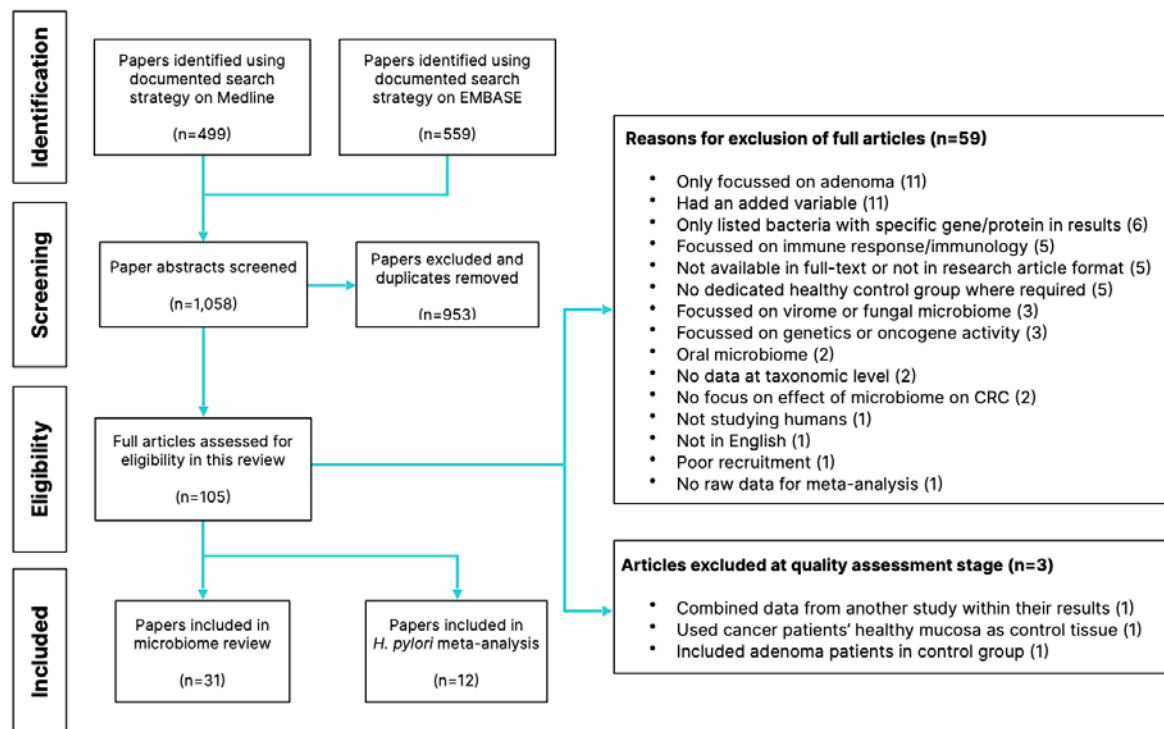 Identification
Papers identified using
documented search
strategy on Medline
(n=499)
Papers identified using
documented search
strategy on EMBASE
(n=559)
Screening
Paper abstracts screened
(n=1,058)
Papers excluded and
duplicates removed
(n=953)
Eligibility
Full articles assessed for
eligibility in this review
(n=105)
Included
Papers included in
microbiome review
(n=31)
Papers included in
H. pylori meta-analysis
(n=12)
Reasons for exclusion of full articles (n=59)
• Only focussed on adenoma (11)
• Had an added variable (11)
• Only listed bacteria with specific gene/protein in results (6)
• Focussed on immune response/immunology (5)
• Not available in full-text or not in research article format (5)
• No dedicated healthy control group where required (5)
• Focussed on virome or fungal microbiome (3)
• Focussed on genetics or oncogene activity (3)
• Oral microbiome (2)
• No data at taxonomic level (2)
• No focus on effect of microbiome on CRC (2)
• Not studying humans (1)
• Not in English (1)
• Poor recruitment (1)
• No raw data for meta-analysis (1)
Articles excluded at quality assessment stage (n=3)
• Combined data from another study within their results (1)
• Used cancer patients’ healthy mucosa as control tissue (1)
• Included adenoma patients in control group (1)